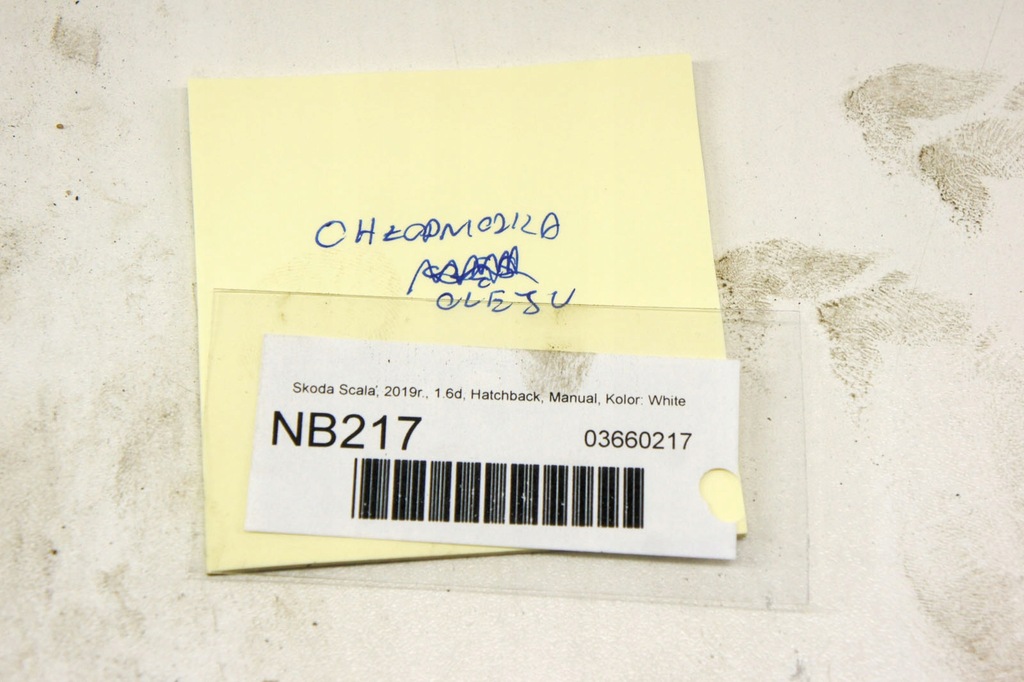 CHŁODNICZKA
OLEJU
Skoda Scala', 2019r., 1.6d, Hatchback, Manual, Kolor: White
NB217
03660217